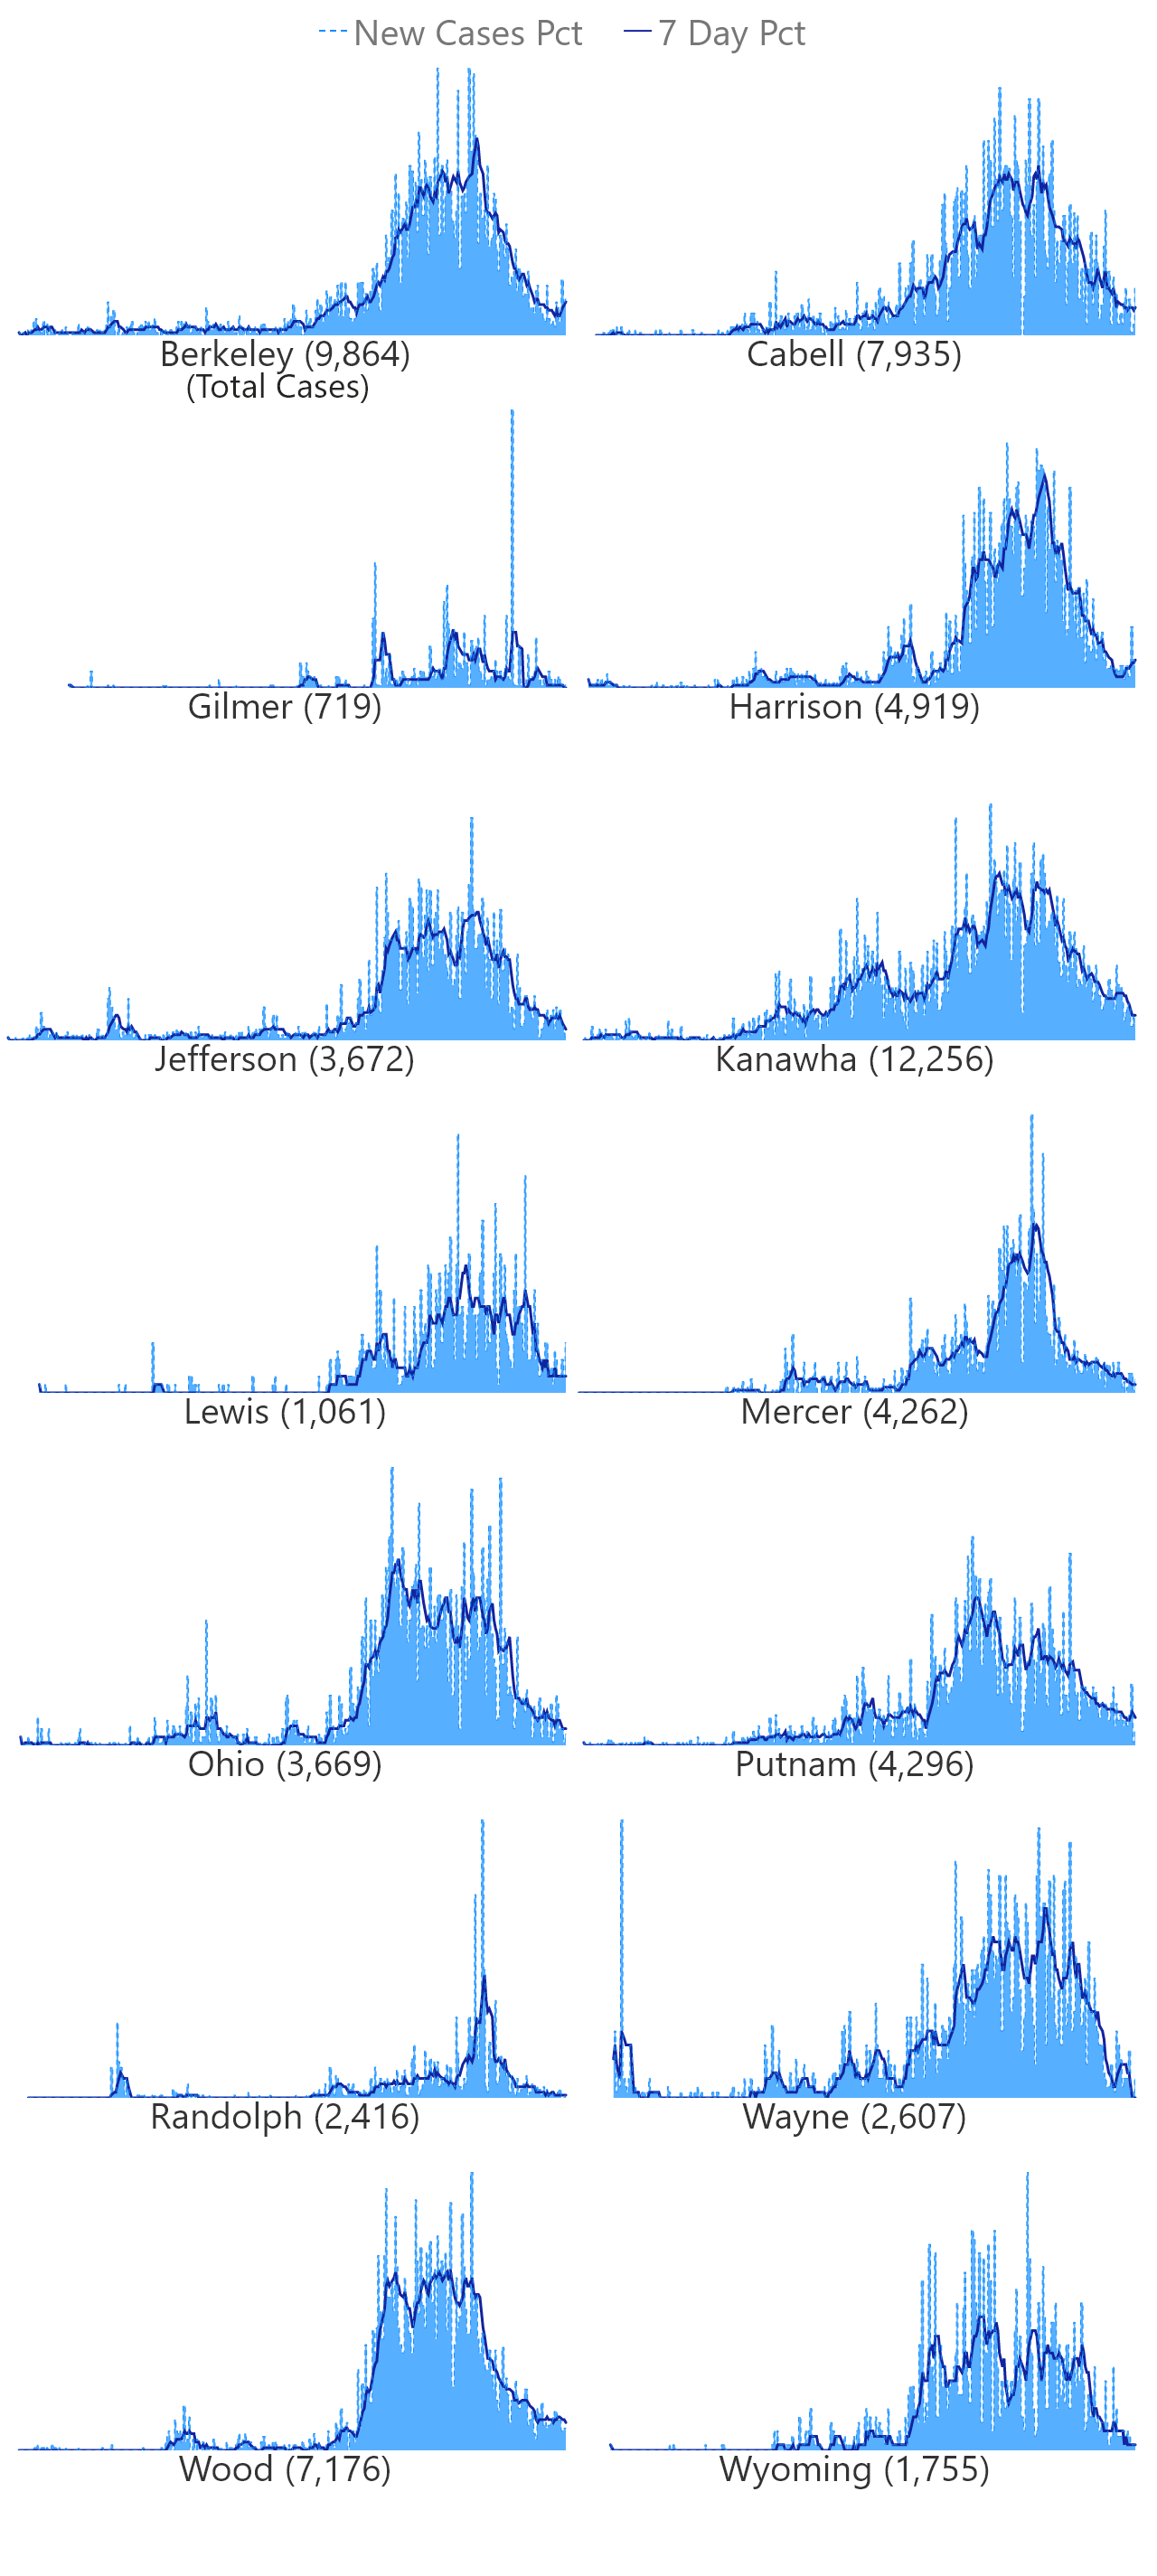 New Cases Pct 7 Day Pct
Berkeley (9,864) Cabell (7,935)
(Total Cases)
Gilmer (719) Harrison (4,919)
Jefferson (3,672) Kanawha (12,256)
Lewis (1,061) Mercer (4,262)
Ohio (3,669) Putnam (4,296)
Randolph (2,416) Wayne (2,607)
Wood (7,176) Wyoming (1,755)